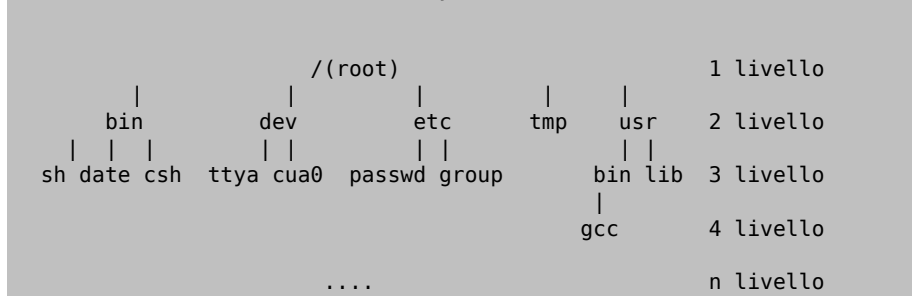 /(root) 1 livello
| | | | |
bin dev etc tmp usr 2 livello
| | | | | | | | |
sh date csh ttya cua0 passwd group bin lib 3 livello
|
gcc 4 livello
.... n livello